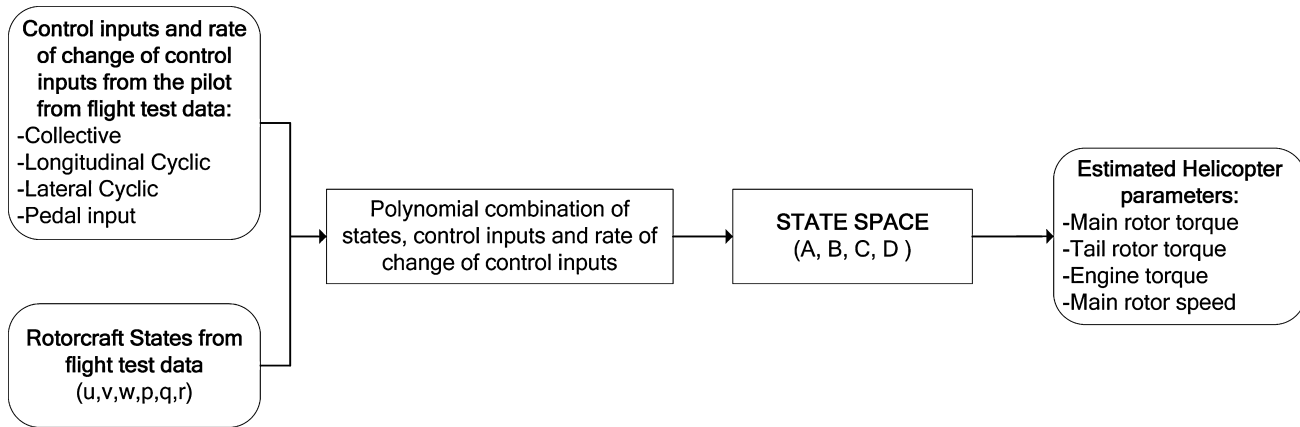 Control inputs and rate
of change of control
inputs from the pilot
from flight test data:
-Collective
-Longitudinal Cyclic
-Lateral Cyclic
-Pedal input
Rotorcraft States from
flight test data
(u,v,w,p,q,r)
Polynomial combination of
states, control inputs and rate of
change of control inputs
STATE SPACE
(A, B, C, D )
Estimated Helicopter
parameters:
-Main rotor torque
-Tail rotor torque
-Engine torque
-Main rotor speed